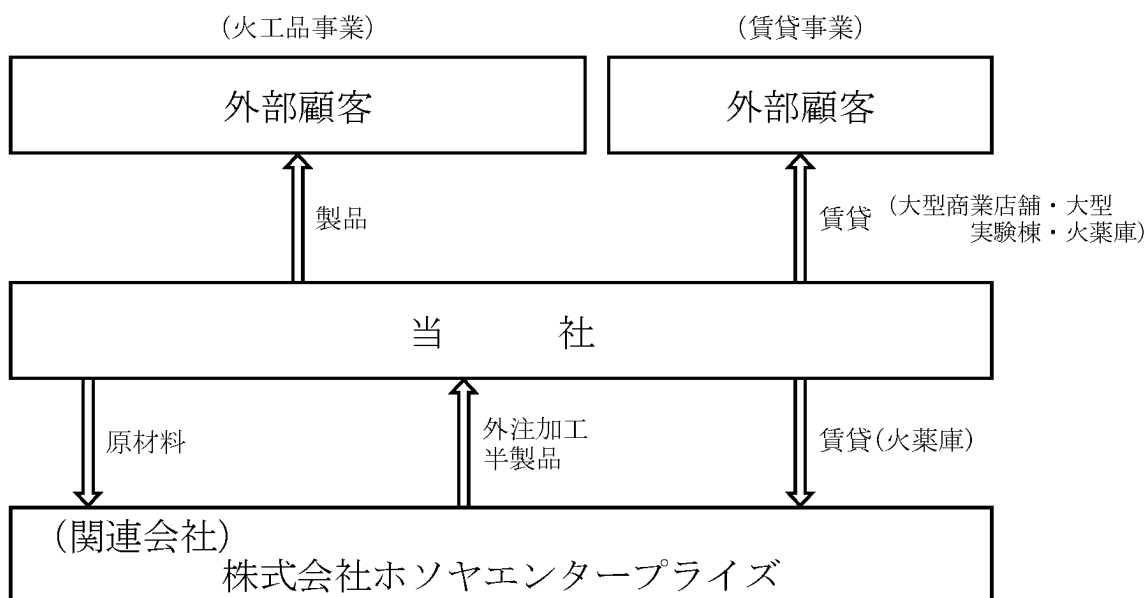 (火工品事業)
(賃貸事業)
外部顧客
外部顧客
製品
賃貸
(大型商業店舗・大型
実験棟・火薬庫)
当　　　社
原材料
外注加工
半製品
賃貸(火薬庫)
(関連会社)
株式会社ホソヤエンタープライズ